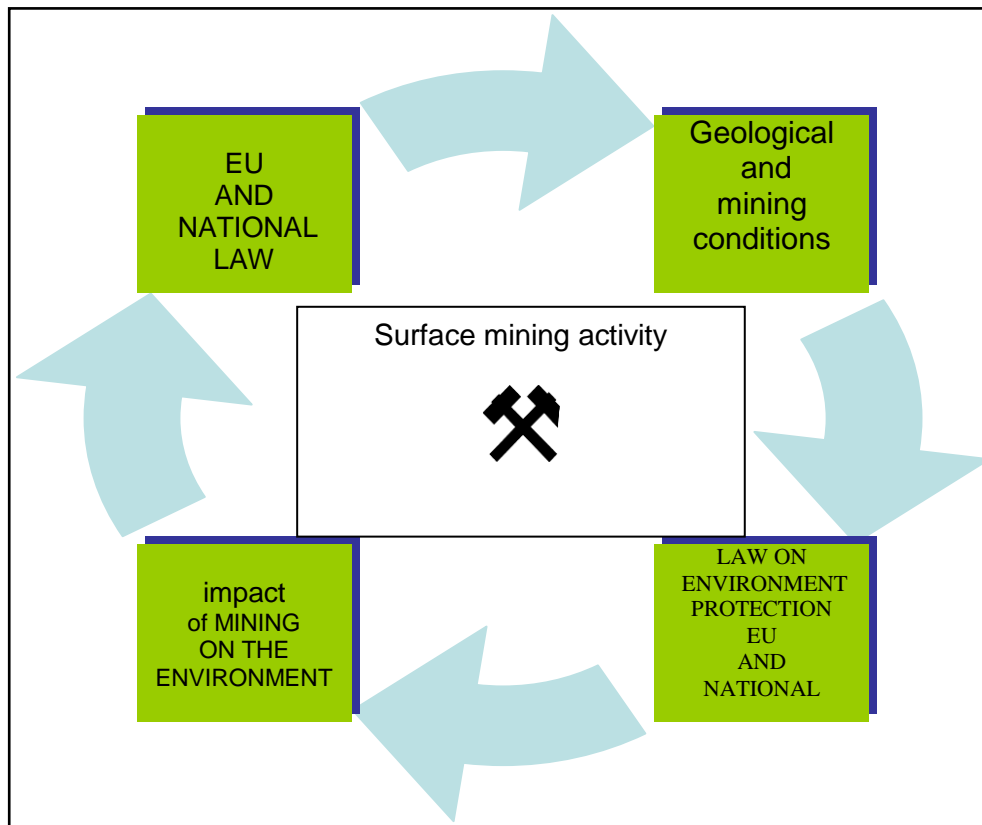 EU
AND
NATIONAL
LAW
Geological
and
mining
conditions
Surface mining activity
impact
of MINING
ON THE
ENVIRONMENT
LAW ON
ENVIRONMENT
PROTECTION
EU
AND
NATIONAL